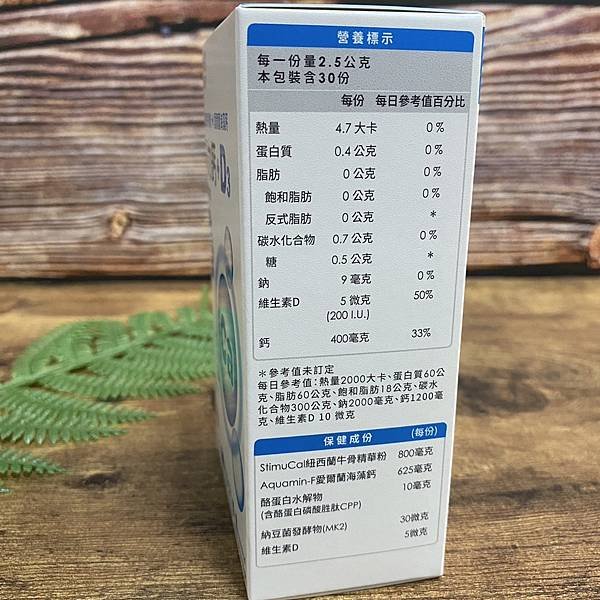 營養標示
每一份量2.5公克
本包裝含30份
每份 每日參考值百分比
熱量 4.7大卡 0%
蛋白質 0.4公克 0%
脂肪 0公克 0%
飽和脂肪 0公克 0%
反式脂肪 0公克 *
碳水化合物 0.7公克 0%
糖 0.5公克 *
鈉 9毫克 0%
維生素D 5微克 50%
(200 I.U.)
鈣 400毫克 33%
*參考值未訂定
每日參考值：熱量2000大卡、蛋白質60公
克、脂肪60公克、飽和脂肪18公克、碳水
化合物300公克、鈉2000毫克、鈣1200毫
克、維生素D 10 微克
保健成份 (每份)
StimuCal紐西蘭牛骨精華粉 800毫克
Aquamin-F愛爾蘭海藻鈣 625毫克
酪蛋白水解物 10毫克
(含酪蛋白磷酸胜肽CPP)
納豆菌發酵物(MK2) 30微克
維生素D 5微克
D3